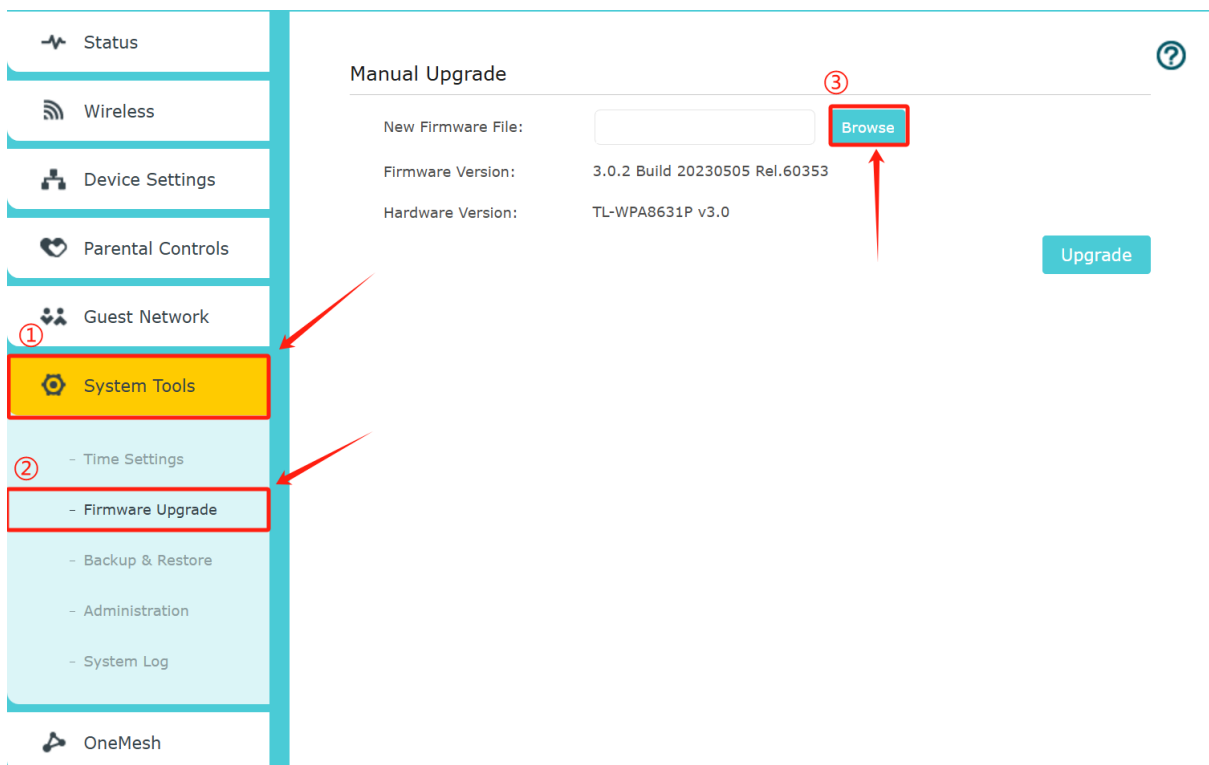 Status
Wireless
Device Settings
Parental Controls
Guest Network
①
System Tools
- Time Settings
②
- Firmware Upgrade
- Backup & Restore
- Administration
- System Log
OneMesh
?
Manual Upgrade
③
New Firmware File:
Browse
Firmware Version: 3.0.2 Build 20230505 Rel.60353
Hardware Version: TL-WPA8631P v3.0
Upgrade